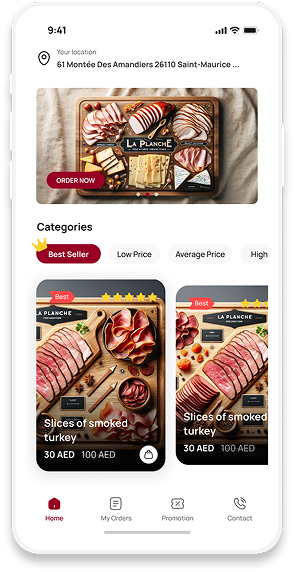 9:41
Your location
61 Montée Des Amandiers 26110 Saint-Maurice ...
LA PLANCHE
ORDER NOW
Categories
Best Seller
Low Price
Average Price
High
Best
LA PLANCHE
Slices of smoked
turkey
30 AED 100 AED
Best
LA PLANCHE
Slices of smoked
turkey
30 AED 100 AED
Home
My Orders
Promotion
Contact